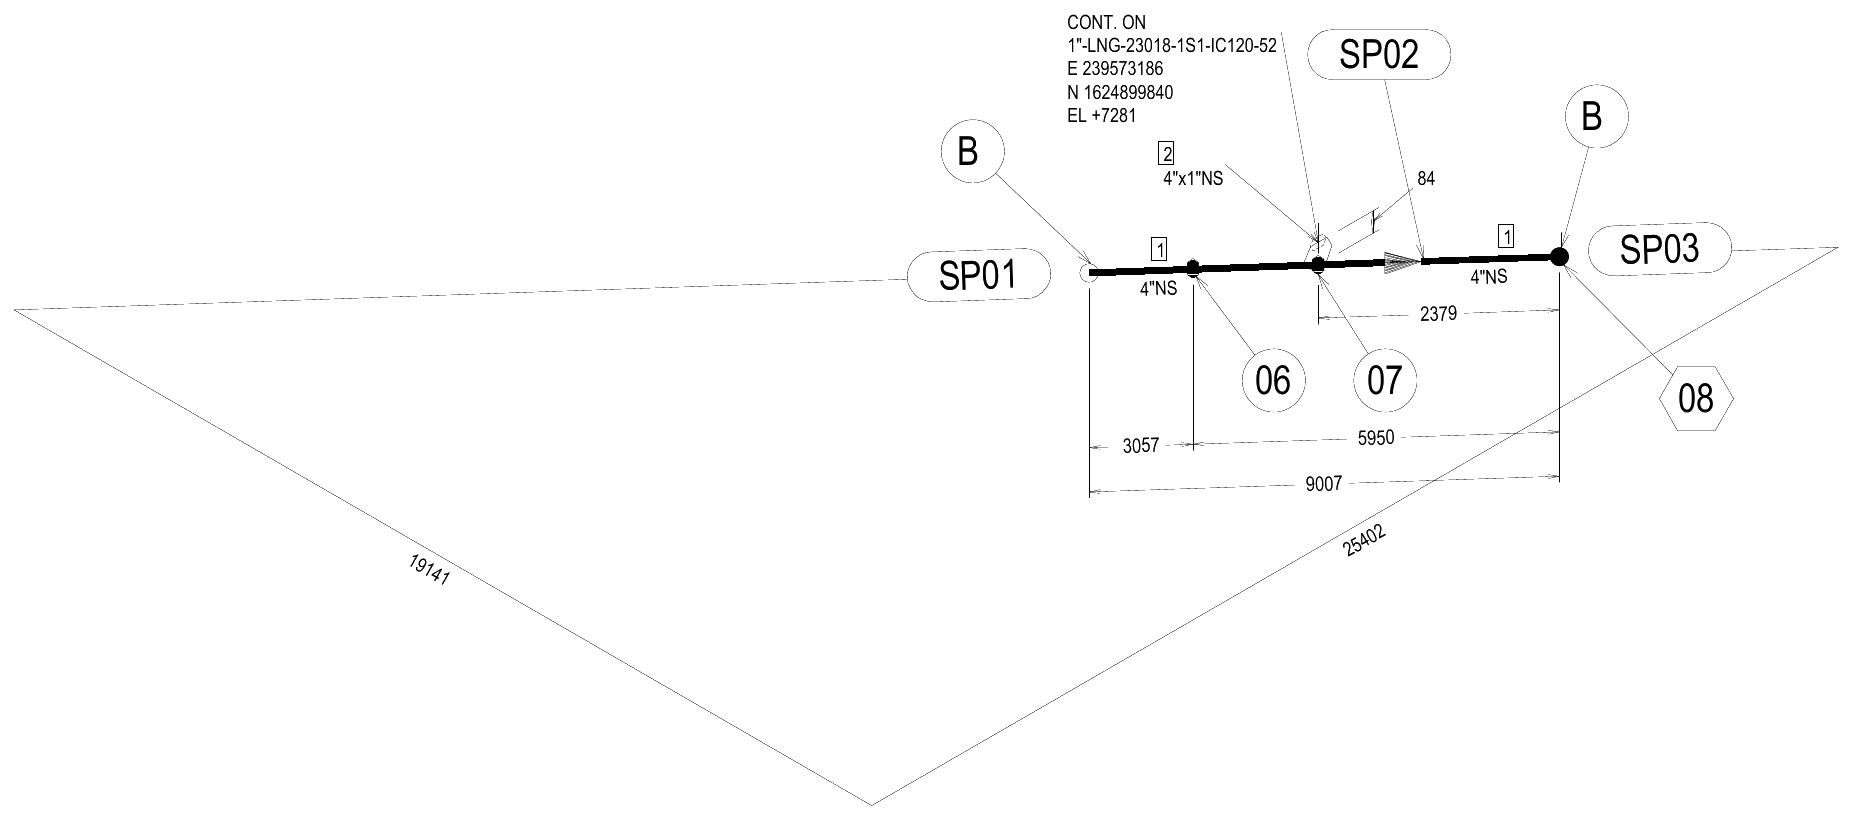 CONT. ON
1"-LNG-23018-1S1-IC120-52
E 239573186
N 1624899840
EL +7281
SP02
B
B
2
4"x1"NS
84
1
1
SP01
SP03
4"NS
4"NS
2379
06
07
08
3057
5950
9007
19141
25402